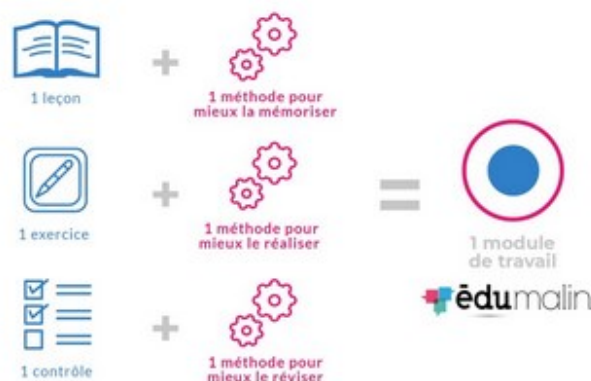 1 leçon
+
1 méthode pour
mieux la mémoriser
1 exercice
+
1 méthode pour
mieux le réaliser
=
1 module
de travail
ēdumalin
1 contrôle
+
1 méthode pour
mieux le réviser